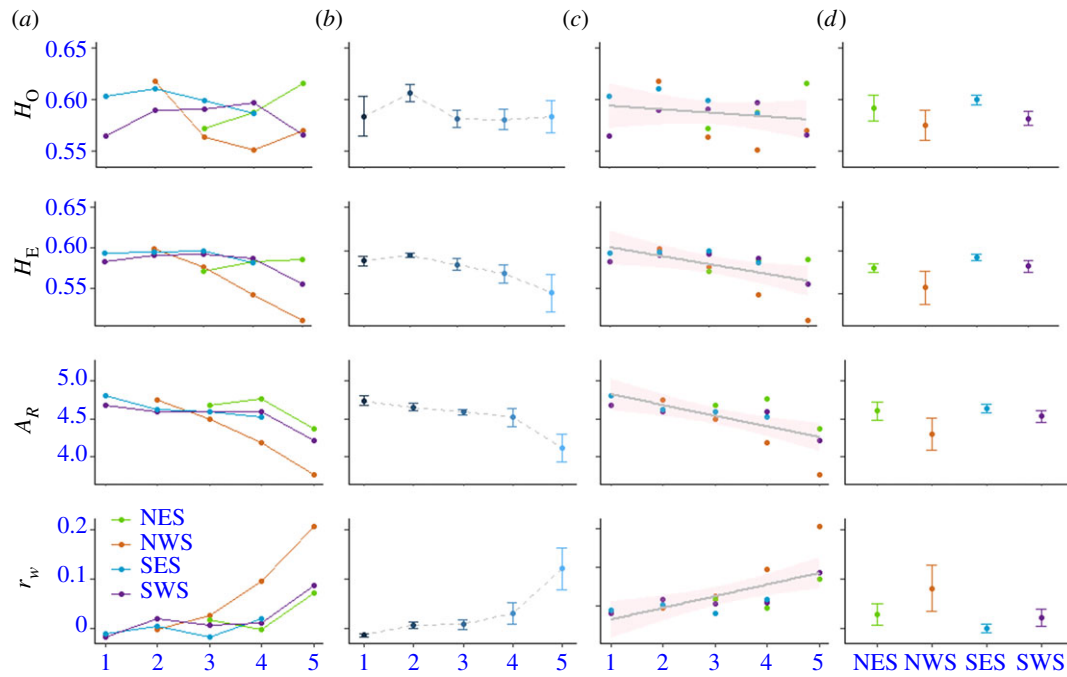 (a) (b) (c) (d)
0.65
0.60
0.55
H_O
0.65
0.60
0.55
H_E
5.0
4.5
4.0
A_R
0.2
0.1
0
r_w
NES
NWS
SES
SWS
1 2 3 4 5 1 2 3 4 5 1 2 3 4 5 NES NWS SES SWS